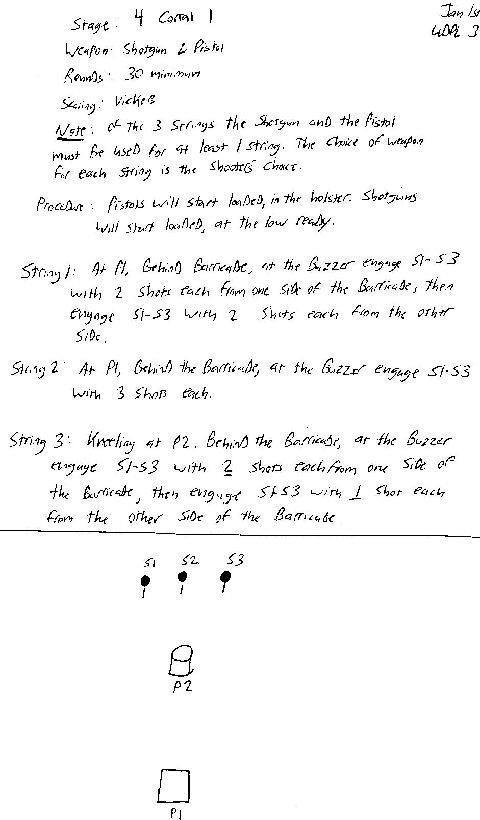 Stage: 4 Corral 1
Jan 1st
Weapon: Shotgun & Pistol
Rounds: 30 minimum
Scoring: Vickers
Note: of the 3 Strings the Shotgun and the Pistol
must be used for at least 1 string. The Choice of weapon
for each string is the Shooters Choice.
Procedure: Pistols will start loaded, in the holster. Shotguns
will start loaded, at the low ready.
String 1: At P1, Behind Barricade, at the Buzzer engage S1-S3
with 2 Shots each from one side of the Barricade, then
engage S1-S3 with 2 Shots each from the other
Side.
String 2: At P1, Behind the Barricade, at the Buzzer engage S1-S3
with 3 Shots each.
String 3: Kneeling at P2. Behind the Barricade, at the Buzzer
engage S1-S3 with 2 Shots each from one Side of
the Barricade, then engage S1-S3 with 1 Shot each
from the other Side of the Barricade
S1 S2 S3
P2
P1